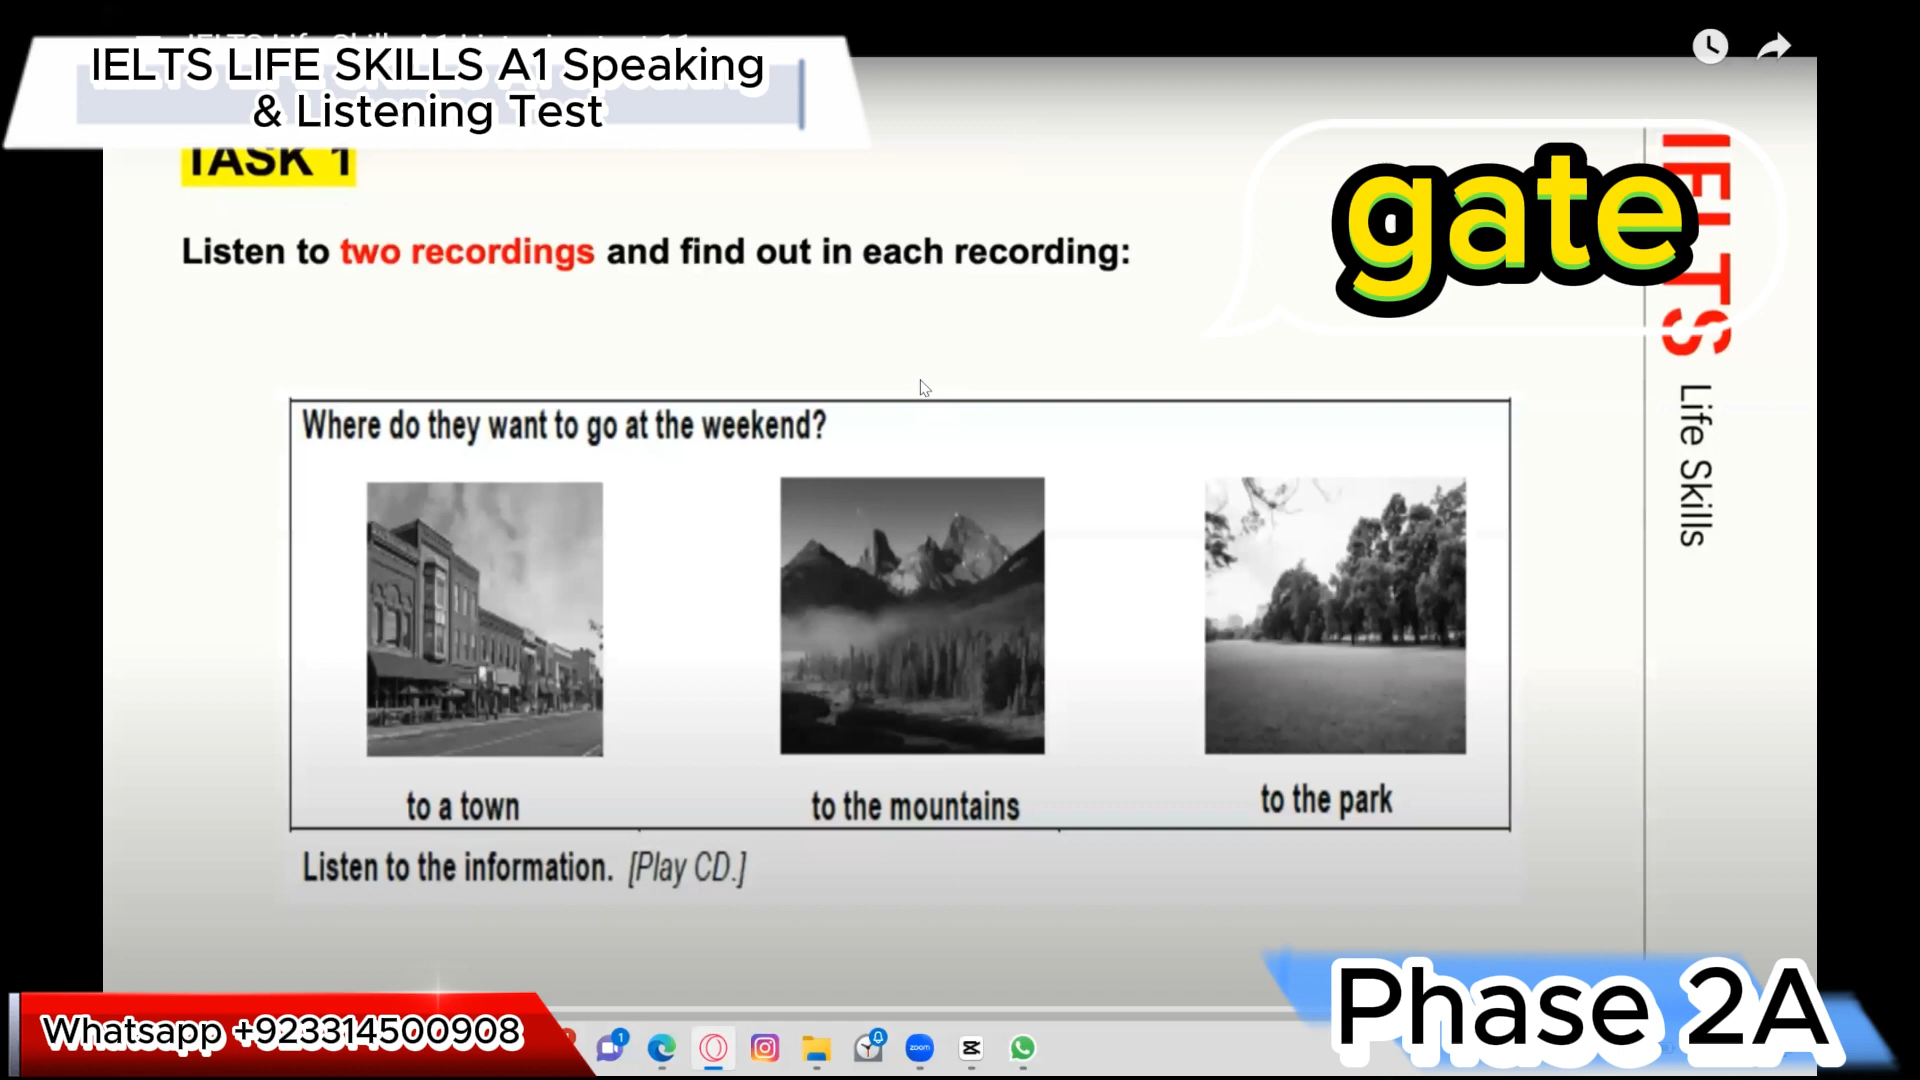 IELTS LIFE SKILLS A1 Speaking
& Listening Test
TASK 1
gate
IELTS Life Skills
Listen to two recordings and find out in each recording:
Where do they want to go at the weekend?
to a town
to the mountains
to the park
Listen to the information. [Play CD.]
Whatsapp +923314500908
1
zoom
Phase 2A